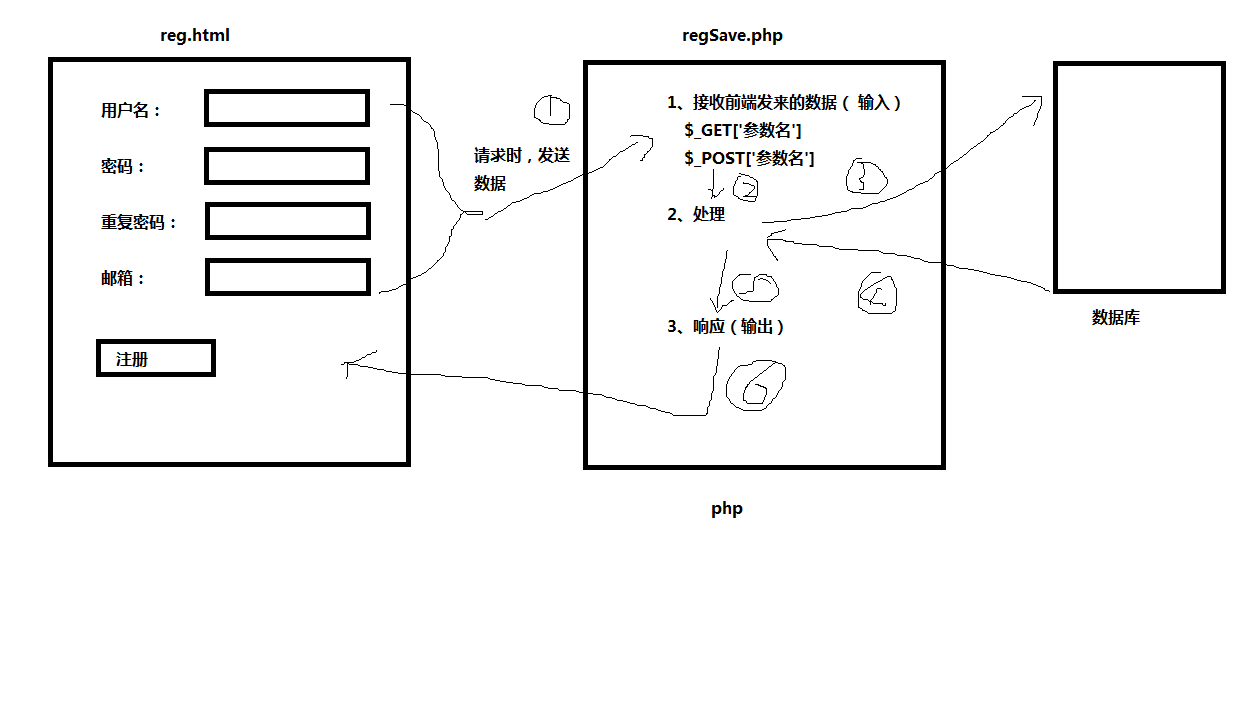 reg.html
用户名：
密码：
重复密码：
邮箱：
注册
①
请求时，发送
数据
regSave.php
1、接收前端发来的数据（ 输入）
$_GET['参数名']
$_POST['参数名']
②
2、处理
③
④
⑤
3、响应（输出）
⑥
php
数据库